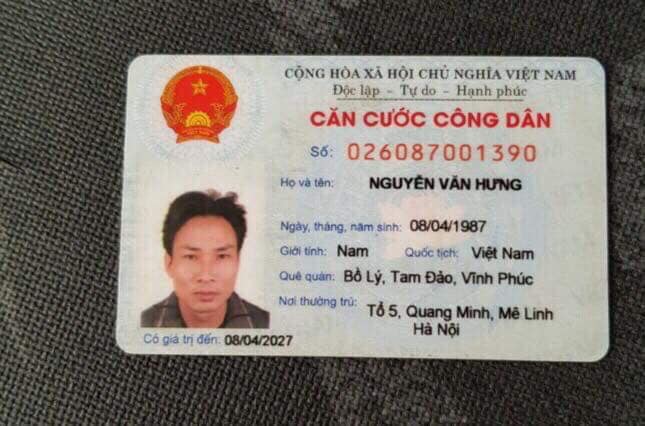 CỘNG HÒA XÃ HỘI CHỦ NGHĨA VIỆT NAM
Độc lập - Tự do - Hạnh phúc
CĂN CƯỚC CÔNG DÂN
Số: 026087001390
Họ và tên: NGUYỄN VĂN HƯNG
Ngày, tháng, năm sinh: 08/04/1987
Giới tính: Nam Quốc tịch: Việt Nam
Quê quán: Bồ Lý, Tam Đảo, Vĩnh Phúc
Nơi thường trú: Tổ 5, Quang Minh, Mê Linh
Hà Nội
Có giá trị đến: 08/04/2027